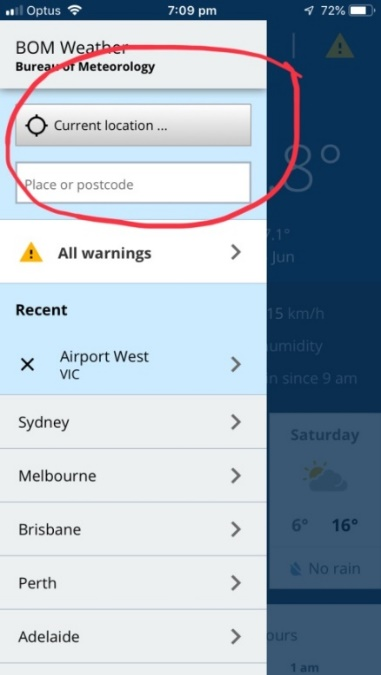 Optus 7:09 pm 72%
BOM Weather
Bureau of Meteorology
Current location ...
Place or postcode
All warnings
Recent
Airport West
VIC
Sydney
Melbourne
Brisbane
Perth
Adelaide
.8°
7.1°
Jun
15 km/h
humidity
n since 9 am
Saturday
6° 16°
No rain
ours
1 am